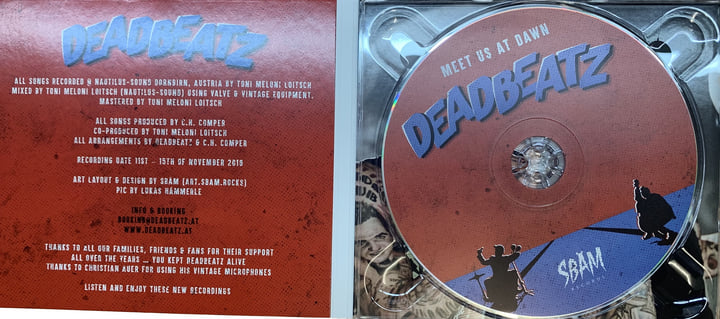 DEADBEATZ
ALL SONGS RECORDED @ NAUTILUS-SOUND DORNBIRN, AUSTRIA BY TONI MELONI LOITSCH
MIXED BY TONI MELONI LOITSCH (NAUTILUS-SOUND) USING VALVE & VINTAGE EQUIPMENT.
MASTERED BY TONI MELONI LOITSCH
ALL SONGS PRODUCED BY C.H. COMPER
CO-PRODUCED BY TONI MELONI LOITSCH
ALL ARRANGEMENTS BY DEADBEATZ & C.H. COMPER
RECORDING DATE 11ST - 15TH OF NOVEMBER 2019
ART LAYOUT & DESIGN BY SBÄM (ART.SBAM.ROCKS)
PIC BY LUKAS HÄMMERLE
INFO & BOOKING
BOOKING@DEADBEATZ.AT
WWW.DEADBEATZ.AT
THANKS TO ALL OUR FAMILIES, FRIENDS & FANS FOR THEIR SUPPORT
ALL OVER THE YEARS ... YOU KEPT DEADBEATZ ALIVE
THANKS TO CHRISTIAN AUER FOR USING HIS VINTAGE MICROPHONES
LISTEN AND ENJOY THESE NEW RECORDINGS
MEET US AT DAWN
DEADBEATZ
SBÄM
RECORDS